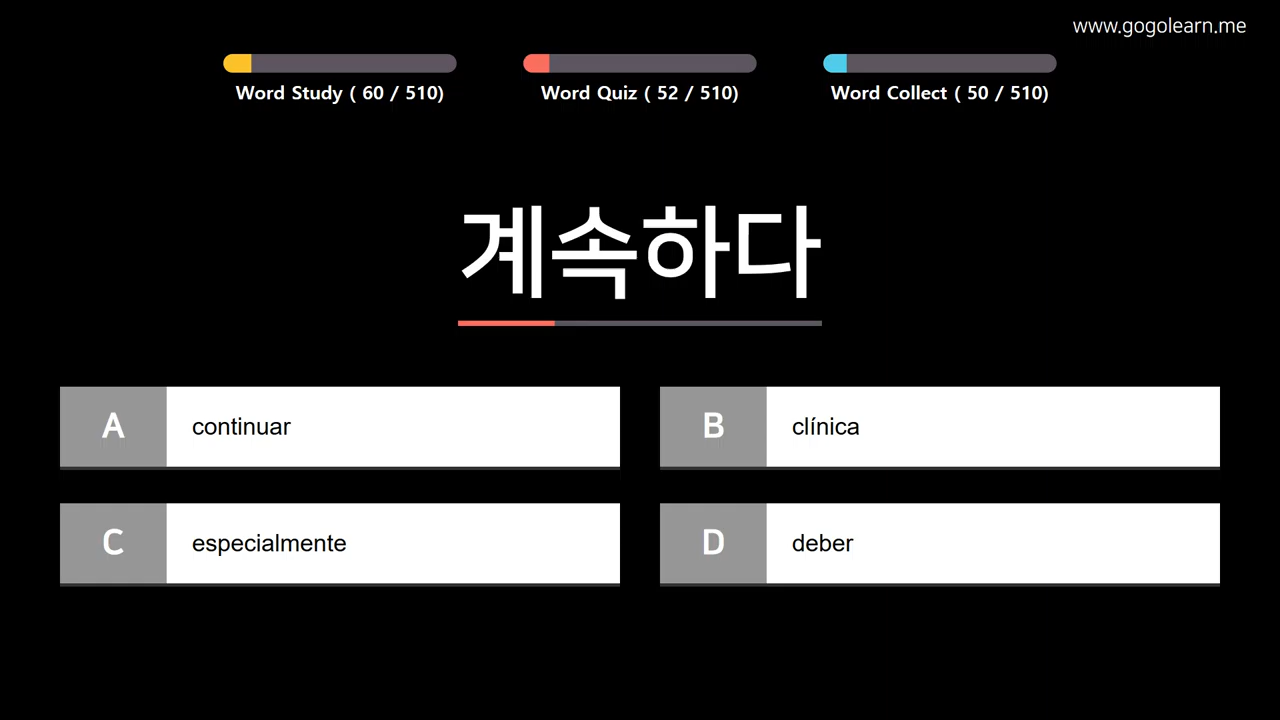 www.gogolearn.me
Word Study ( 60 / 510)
Word Quiz ( 52 / 510)
Word Collect ( 50 / 510)
계속하다
A continuar
B clínica
C especialmente
D deber